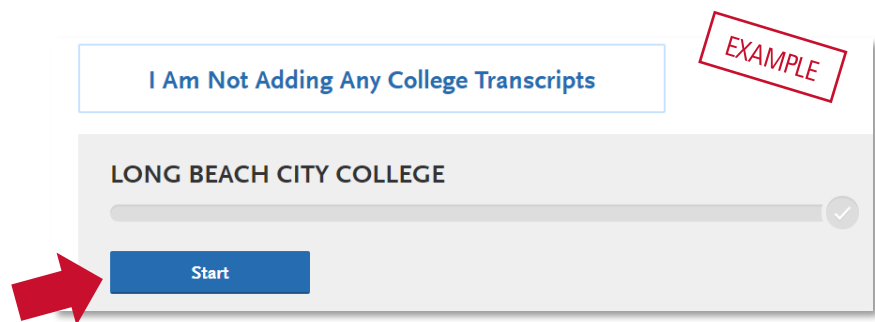 EXAMPLE
I Am Not Adding Any College Transcripts
LONG BEACH CITY COLLEGE
Start